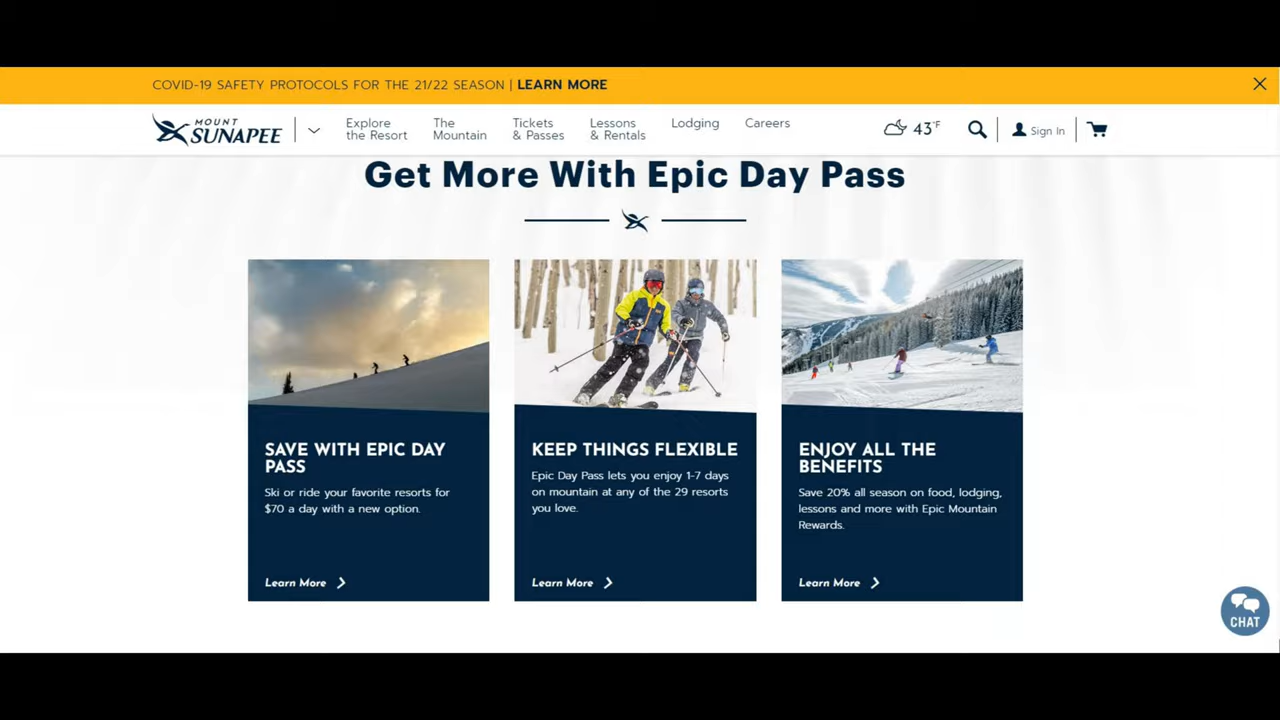 COVID-19 SAFETY PROTOCOLS FOR THE 21/22 SEASON | LEARN MORE
MOUNT
SUNAPEE
Explore
the Resort
The
Mountain
Tickets
& Passes
Lessons
& Rentals
Lodging
Careers
43°F
Sign In
Get More With Epic Day Pass
SAVE WITH EPIC DAY
PASS
Ski or ride your favorite resorts for
$70 a day with a new option.
Learn More
KEEP THINGS FLEXIBLE
Epic Day Pass lets you enjoy 1-7 days
on mountain at any of the 29 resorts
you love.
Learn More
ENJOY ALL THE
BENEFITS
Save 20% all season on food, lodging,
lessons and more with Epic Mountain
Rewards.
Learn More
CHAT